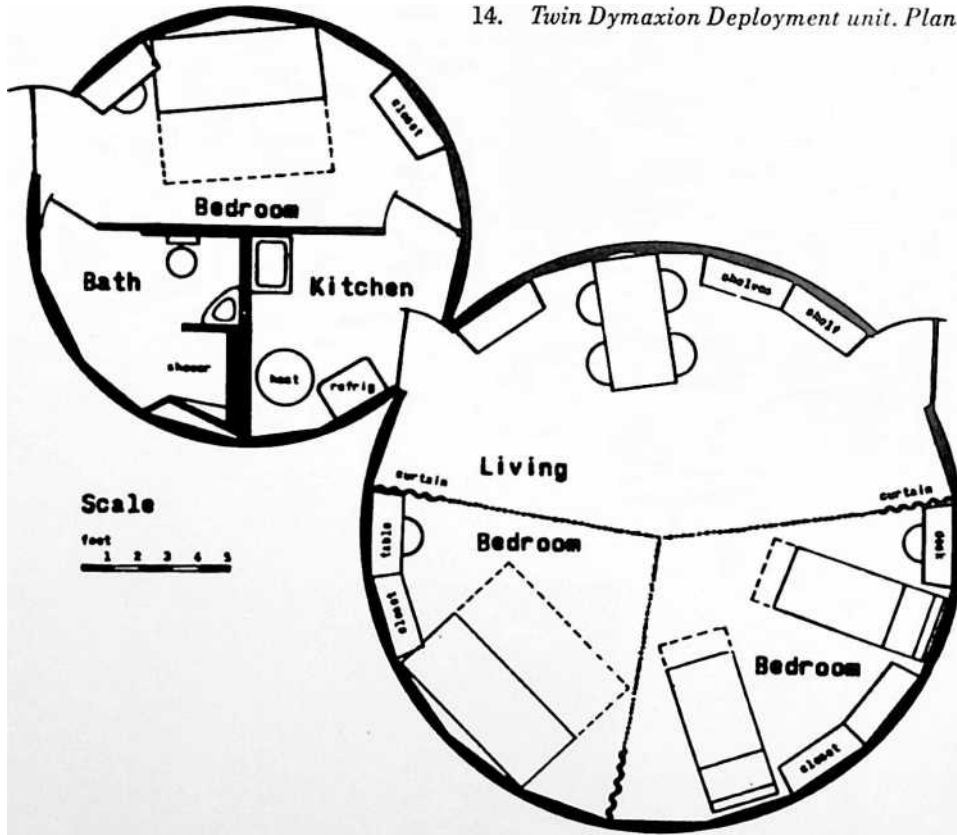 14. Twin Dymaxion Deployment unit. Plan
closet
Bedroom
Bath
Kitchen
shower
heat
refrig
shelves
shelf
Living
curtain
curtain
Scale
feet
1 2 3 4 5
table
closet
Bedroom
desk
Bedroom
closet